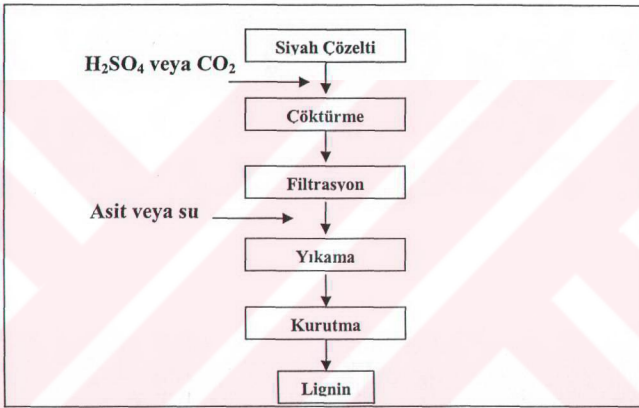 Siyah Çözelti
H₂SO₄ veya CO₂
Çöktürme
Filtrasyon
Asit veya su
Yıkama
Kurutma
Lignin